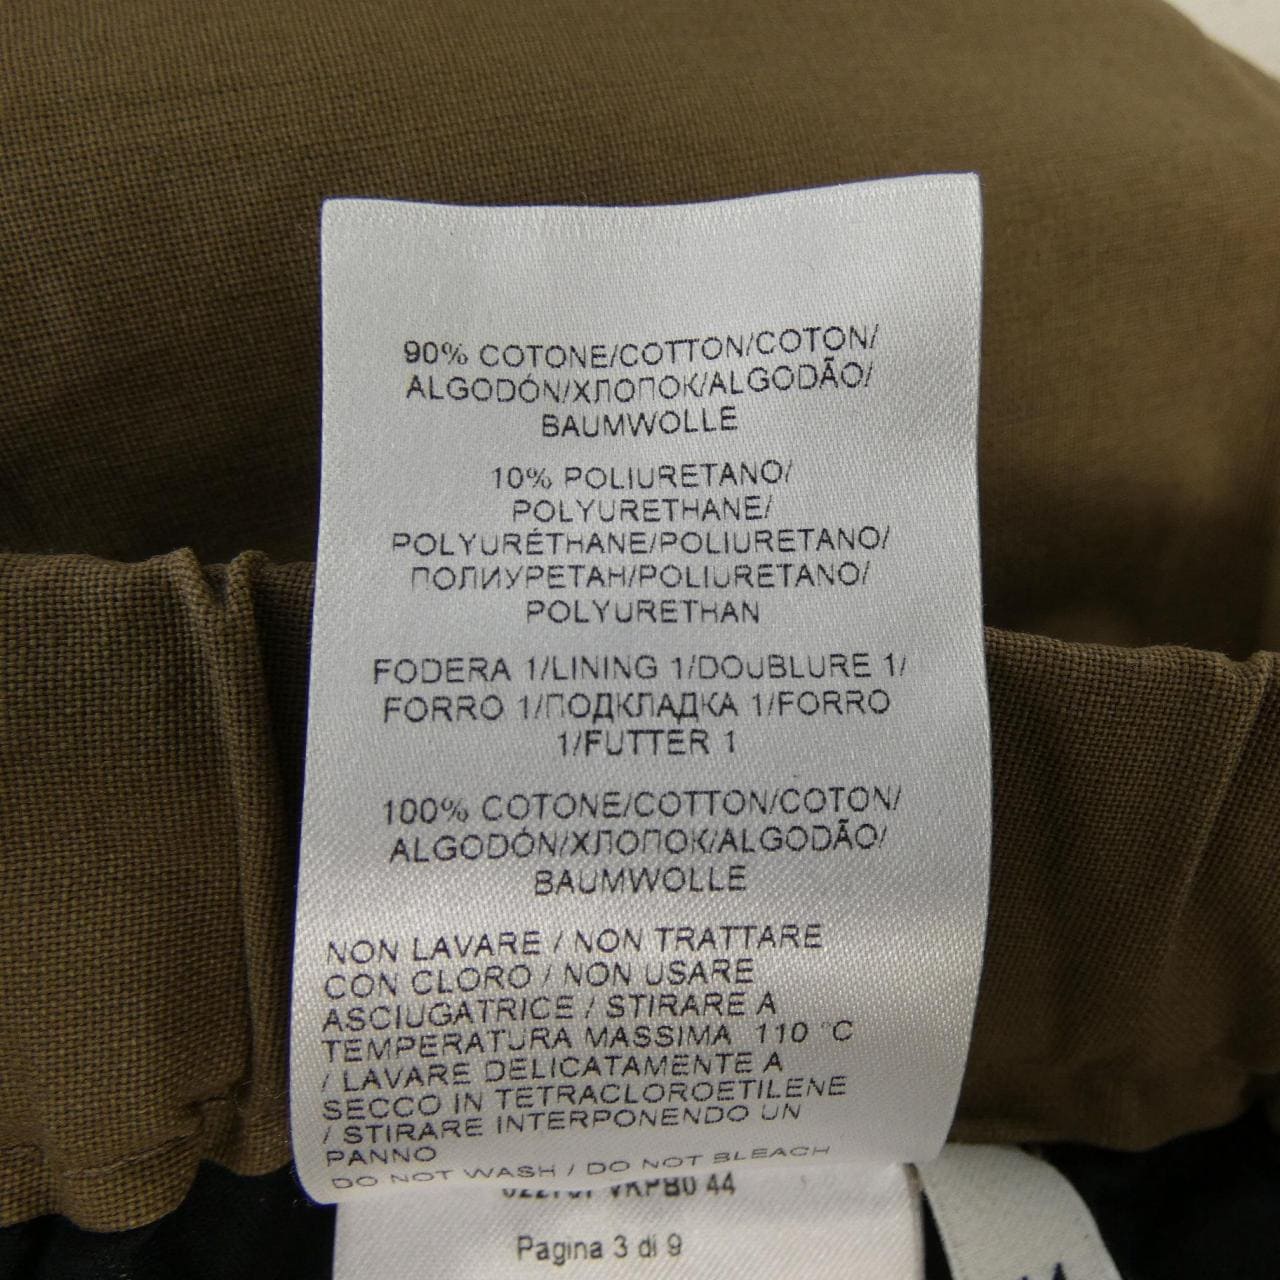 90% COTONE/COTTON/COTON/
ALGODÓN/ХЛОПОК/ALGODÃO/
BAUMWOLLE
10% POLIURETANO/
POLYURETHANE/
POLYURÉTHANE/POLIURETANO/
ПОЛИУРЕТАН/POLIURETANO/
POLYURETHAN
FODERA 1/LINING 1/DOUBLURE 1/
FORRO 1/ПОДКЛАДКА 1/FORRO
1/FUTTER 1
100% COTONE/COTTON/COTON/
ALGODÓN/ХЛОПОК/ALGODÃO/
BAUMWOLLE
NON LAVARE / NON TRATTARE
CON CLORO / NON USARE
ASCIUGATRICE / STIRARE A
TEMPERATURA MASSIMA 110 °C
/ LAVARE DELICATAMENTE A
SECCO IN TETRACLOROETILENE
/ STIRARE INTERPONENDO UN
PANNO
DO NOT WASH / DO NOT BLEACH
VKPB0 44
Pagina 3 di 9